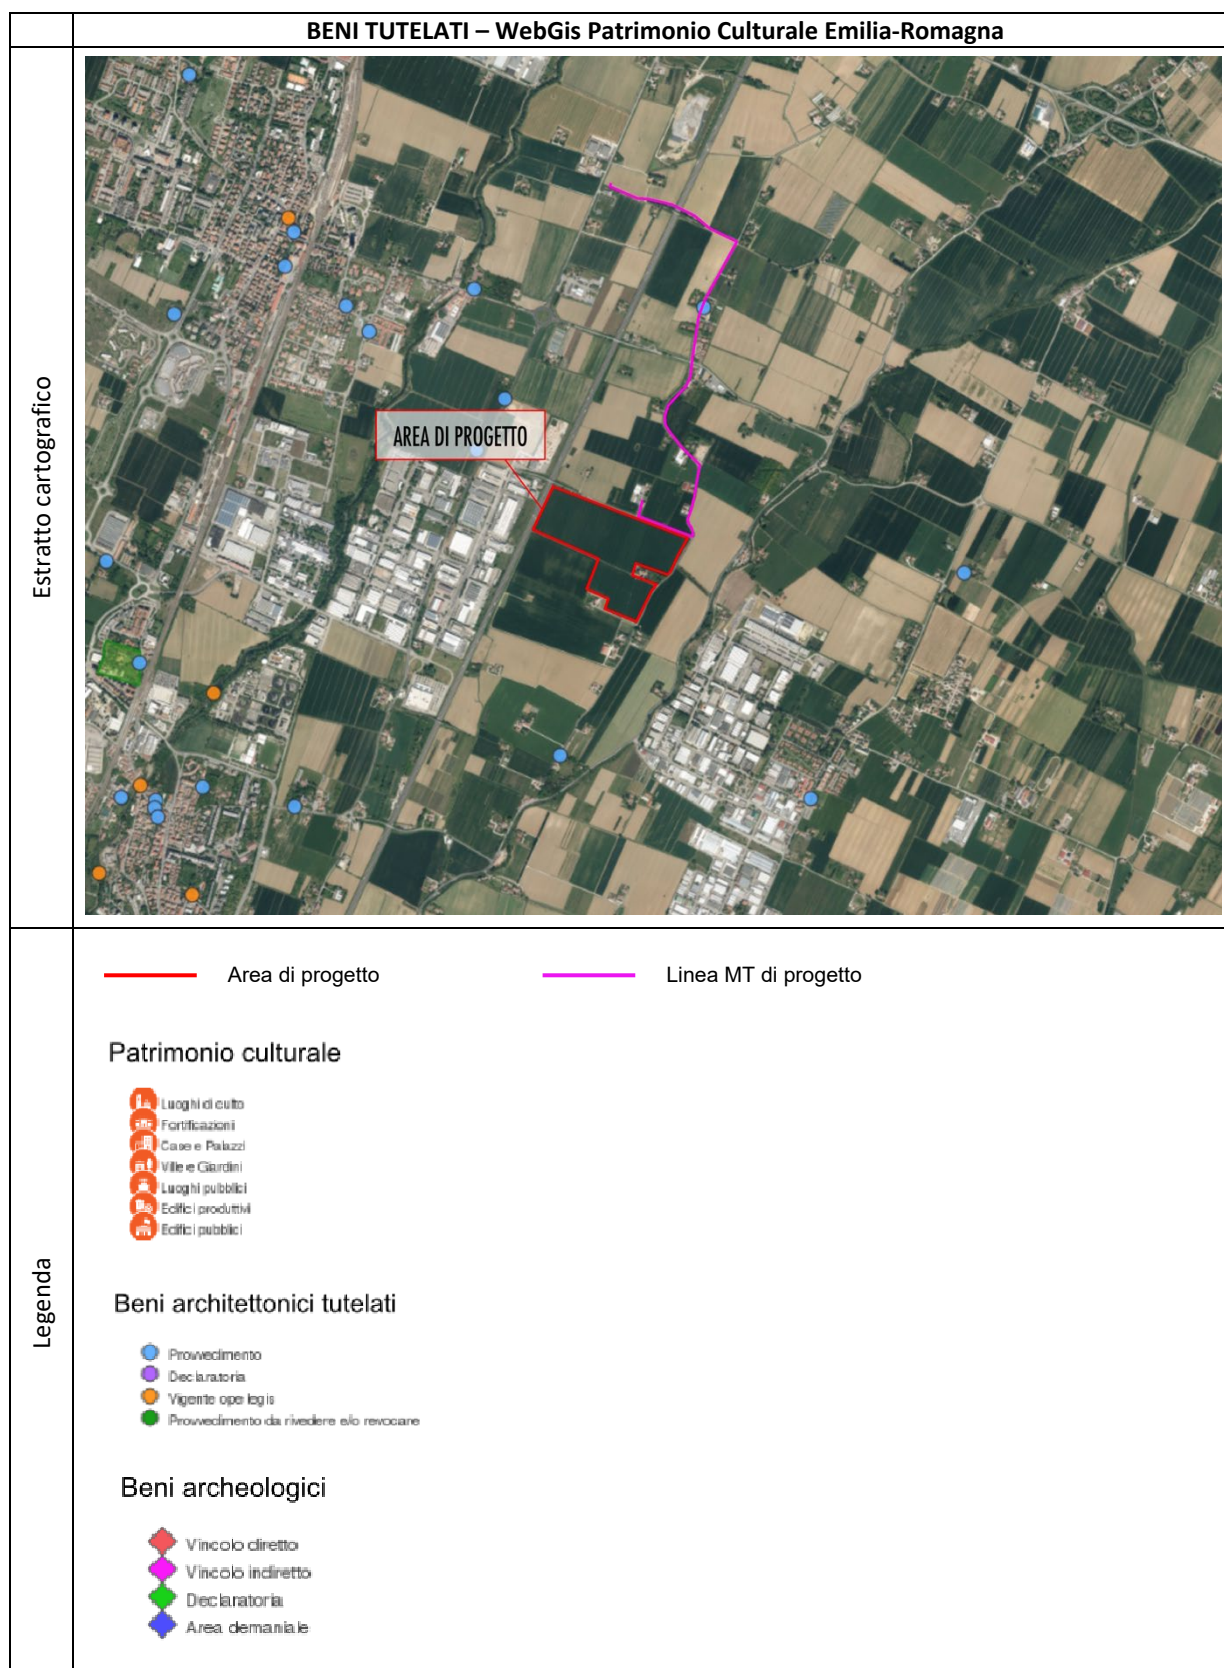 BENI TUTELATI – WebGis Patrimonio Culturale Emilia-Romagna
Estratto cartografico
AREA DI PROGETTO
Legenda
Area di progetto
Linea MT di progetto
Patrimonio culturale
Luoghi di culto
Fortificazioni
Case e Palazzi
Ville e Giardini
Luoghi pubblici
Edifici produttivi
Edifici pubblici
Beni architettonici tutelati
Provvedimento
Declaratoria
Vigente ope legis
Provvedimento da rivedere e/o revocare
Beni archeologici
Vincolo diretto
Vincolo indiretto
Declaratoria
Area demaniale